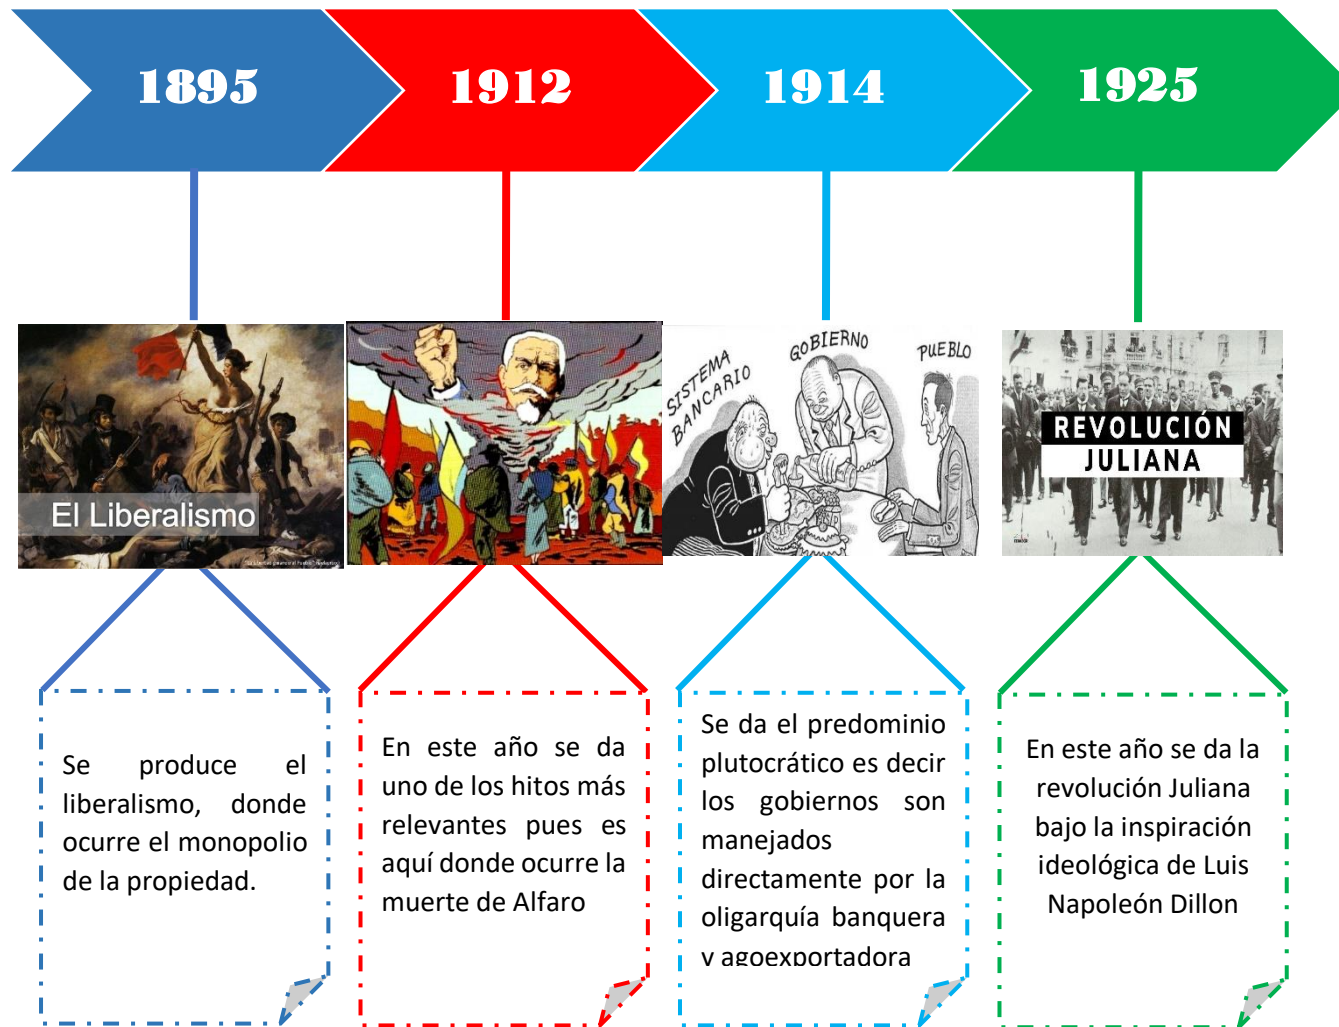 1895
1912
1914
1925
El Liberalismo
SISTEMA
BANCARIO
GOBIERNO
PUEBLO
REVOLUCIÓN
JULIANA
Se produce el
liberalismo, donde
ocurre el monopolio
de la propiedad.
En este año se da
uno de los hitos más
relevantes pues es
aquí donde ocurre la
muerte de Alfaro
Se da el predominio
plutocrático es decir
los gobiernos son
manejados
directamente por la
oligarquía banquera
y agoexportadora
En este año se da la
revolución Juliana
bajo la inspiración
ideológica de Luis
Napoleón Dillon